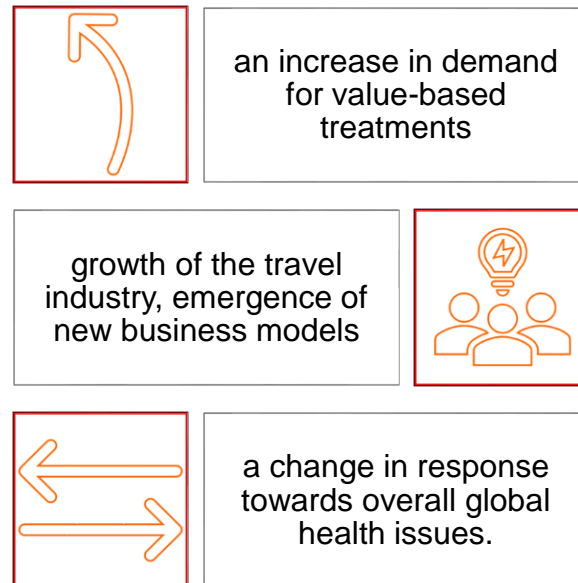 an increase in demand
for value-based
treatments
growth of the travel
industry, emergence of
new business models
a change in response
towards overall global
health issues.